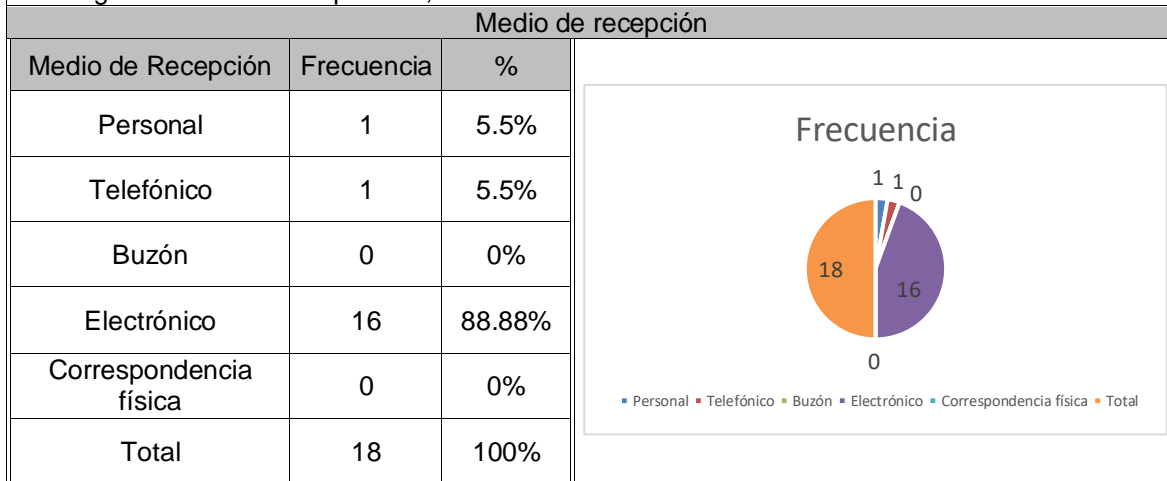 Medio de recepción
Medio de Recepción Frecuencia %
Personal 1 5.5%
Telefónico 1 5.5%
Buzón 0 0%
Electrónico 16 88.88%
Correspondencia
física 0 0%
Total 18 100%
Frecuencia
1 1 0
18
16
0
Personal Telefónico Buzón Electrónico Correspondencia física Total